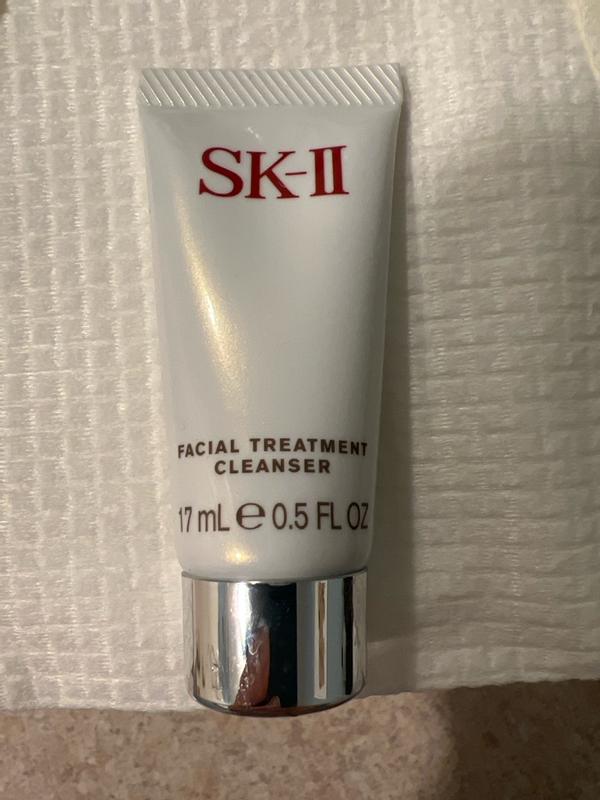 SK-II
FACIAL TREATMENT
CLEANSER
17 mL ℮ 0.5 FL OZ